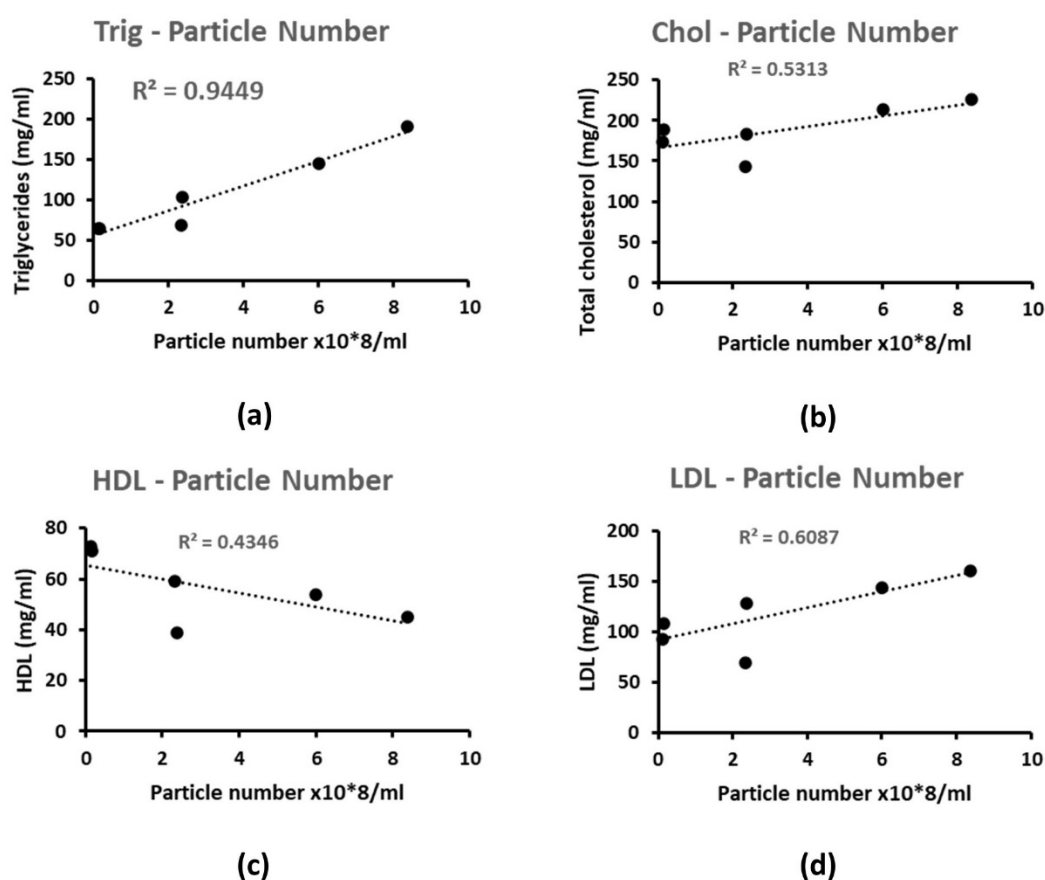 Trig - Particle Number
R² = 0.9449
Triglycerides (mg/ml)
250
200
150
100
50
0
0 2 4 6 8 10
Particle number x10*8/ml
(a)
Chol - Particle Number
R² = 0.5313
Total cholesterol (mg/ml)
250
200
150
100
50
0
0 2 4 6 8 10
Particle number x10*8/ml
(b)
HDL - Particle Number
R² = 0.4346
HDL (mg/ml)
80
60
40
20
0
0 2 4 6 8 10
Particle number x10*8/ml
(c)
LDL - Particle Number
R² = 0.6087
LDL (mg/ml)
200
150
100
50
0
0 2 4 6 8 10
Particle number x10*8/ml
(d)